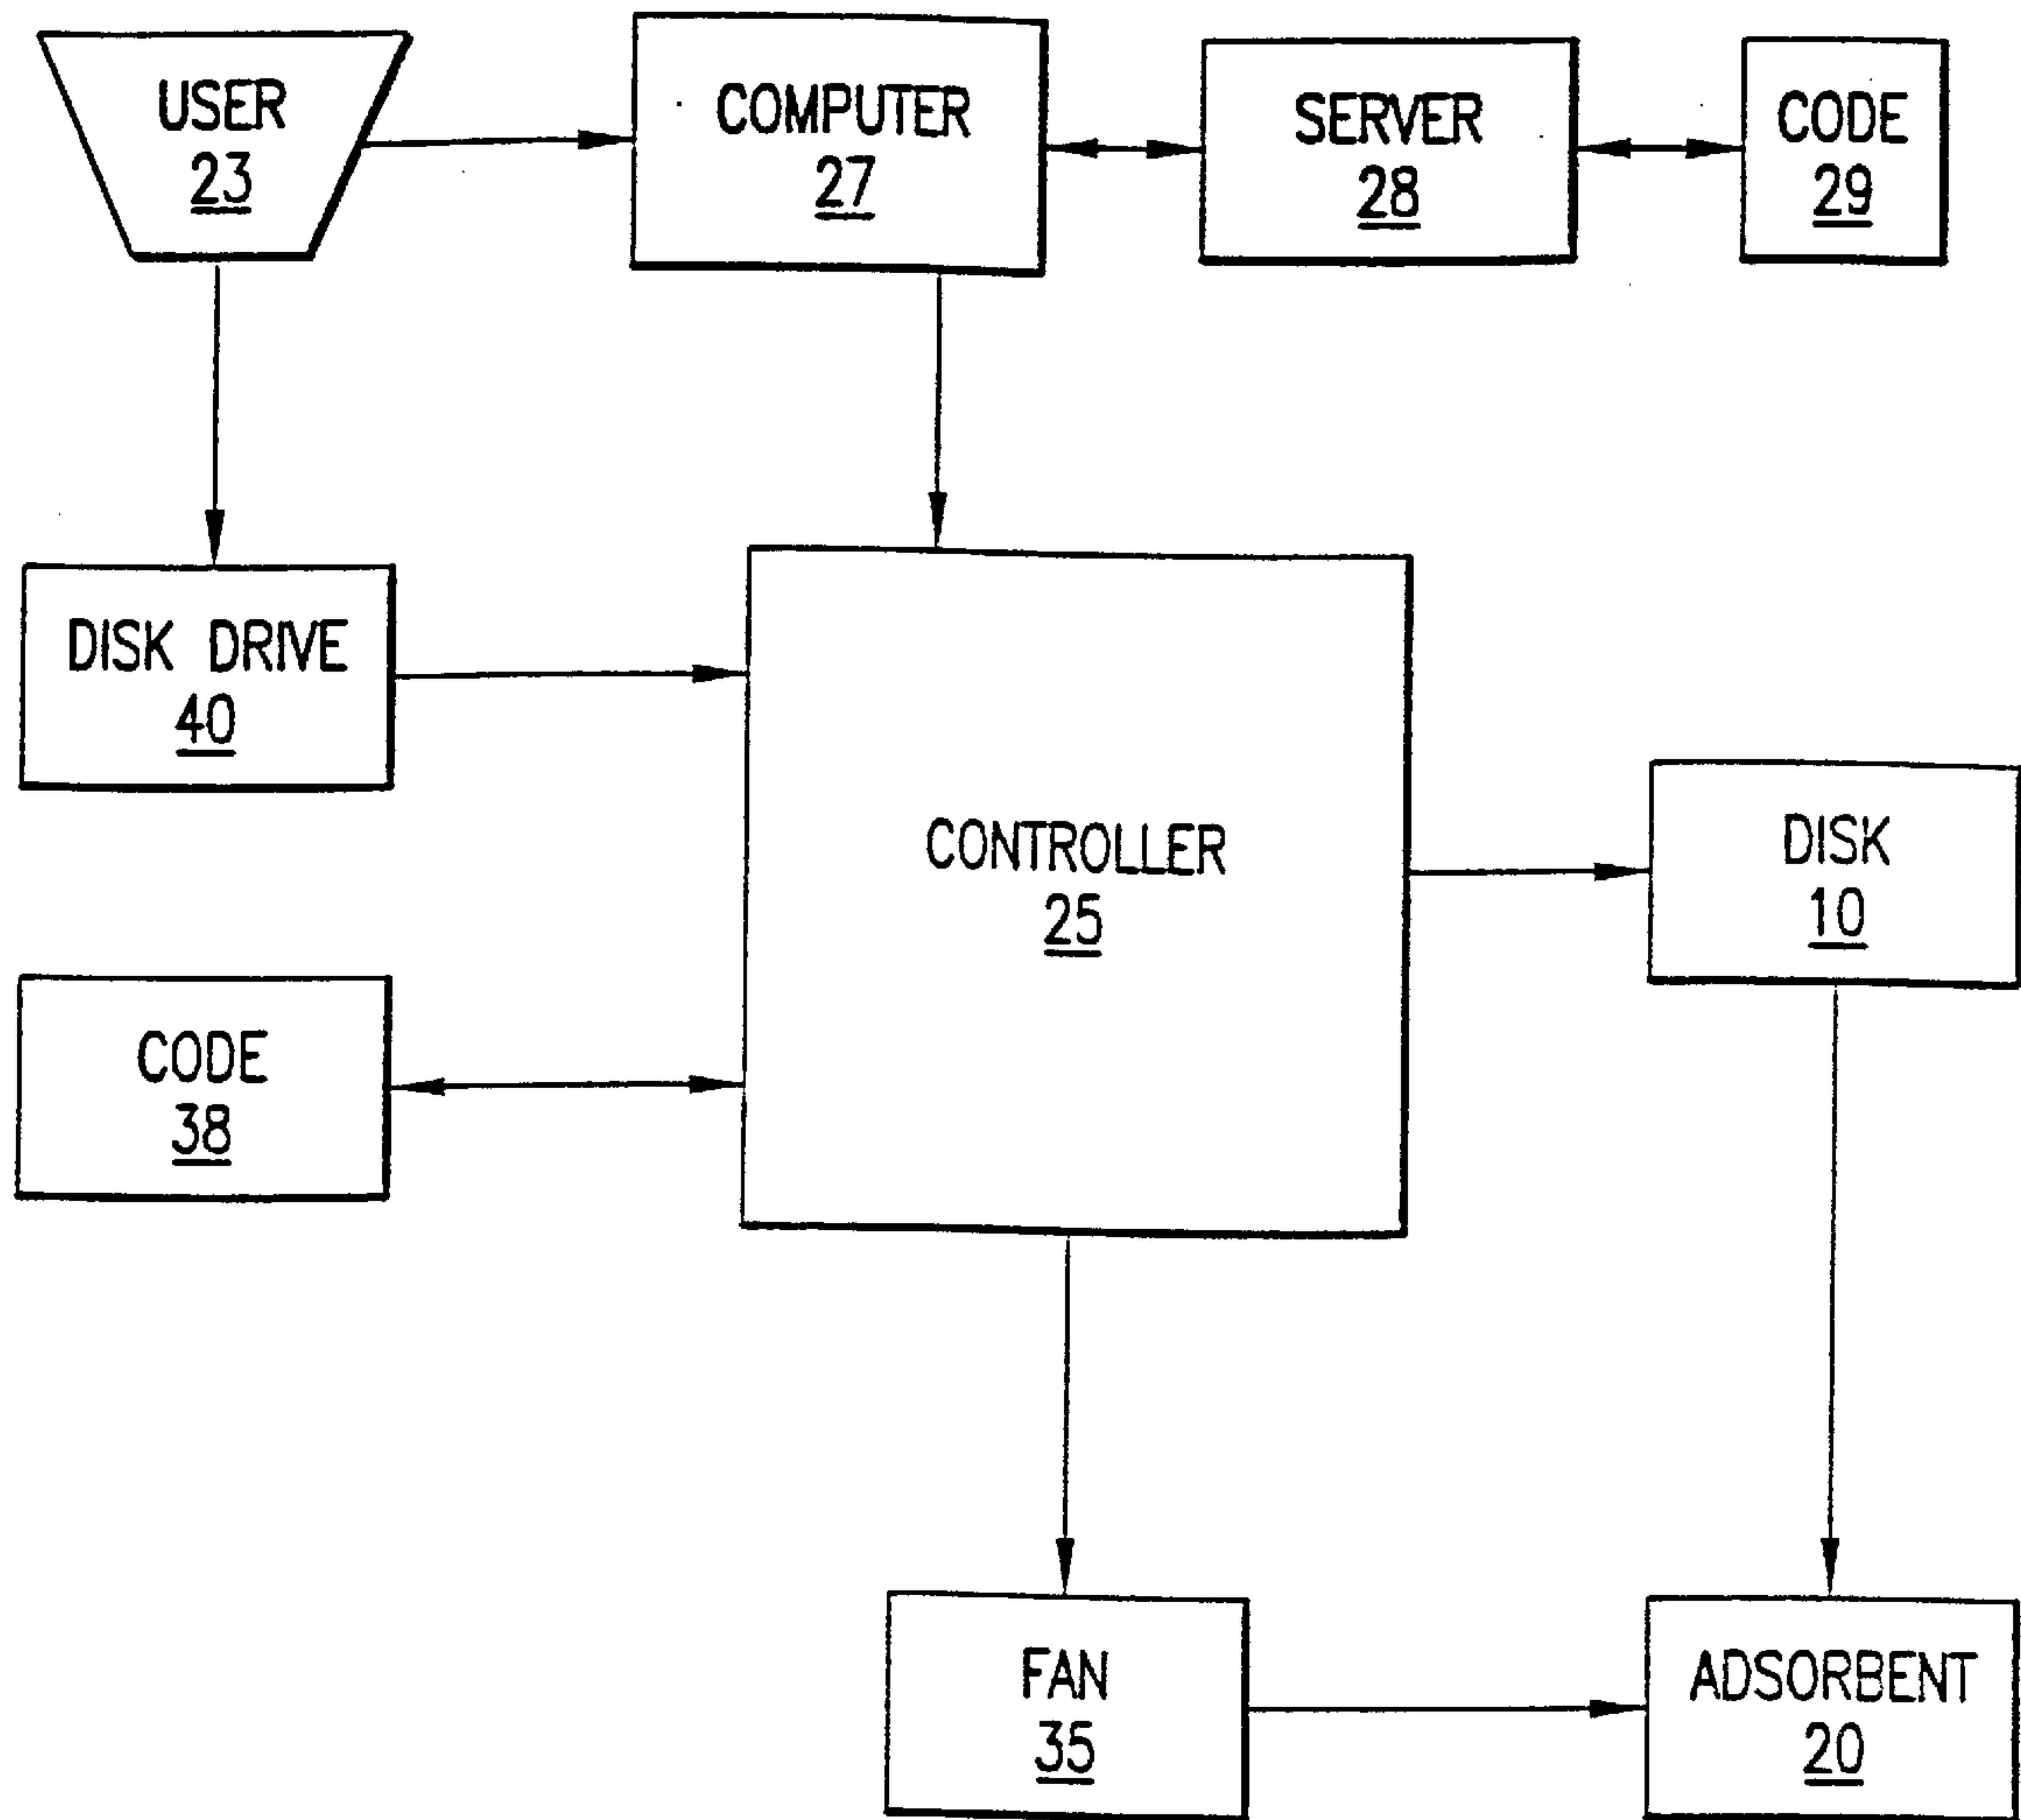 USER
23
COMPUTER
27
SERVER
28
CODE
29
DISK DRIVE
40
CONTROLLER
25
DISK
10
CODE
38
FAN
35
ADSORBENT
20